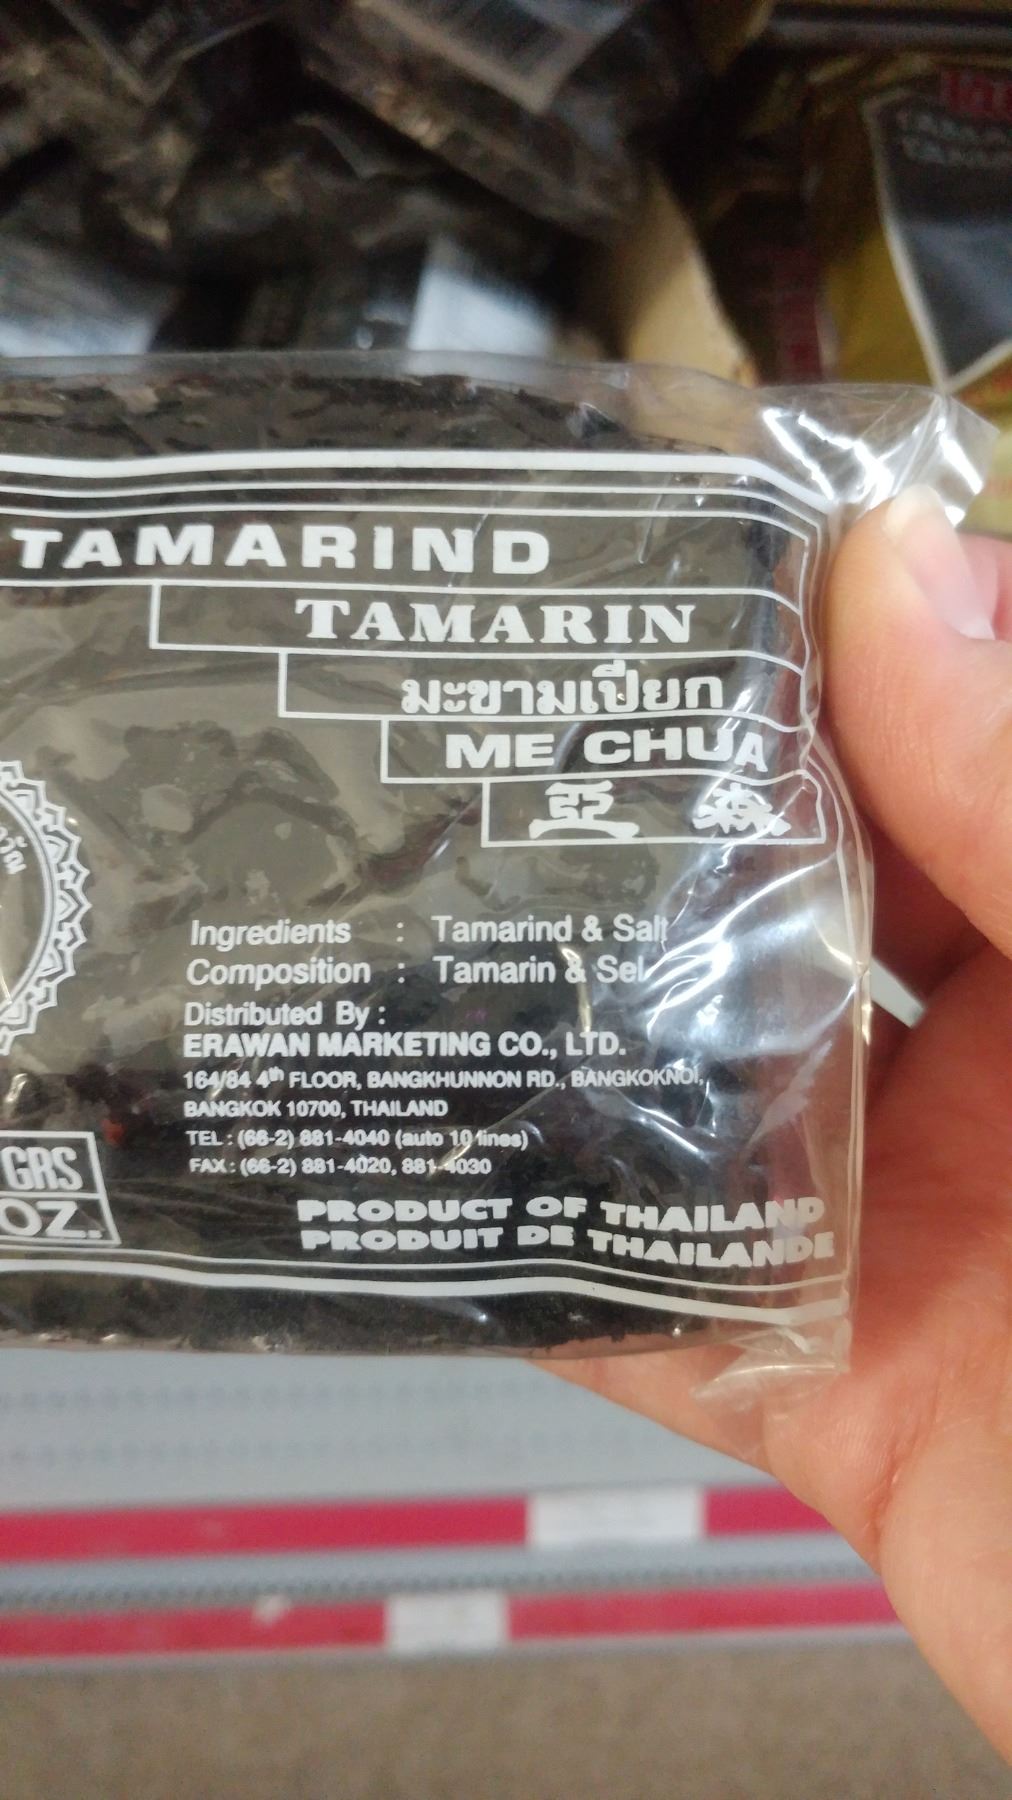 TAMARIND
TAMARIN
มะขามเปียก
ME CHUA
Ingredients : Tamarind & Salt
Composition : Tamarin & Sel
Distributed By :
ERAWAN MARKETING CO., LTD.
164/84 4th FLOOR, BANGKHUNNON RD., BANGKOKNOI,
BANGKOK 10700, THAILAND
TEL : (66-2) 881-4040 (auto 10 lines)
FAX : (66-2) 881-4020, 881-4030
GRS
OZ.
PRODUCT OF THAILAND
PRODUIT DE THAILANDE